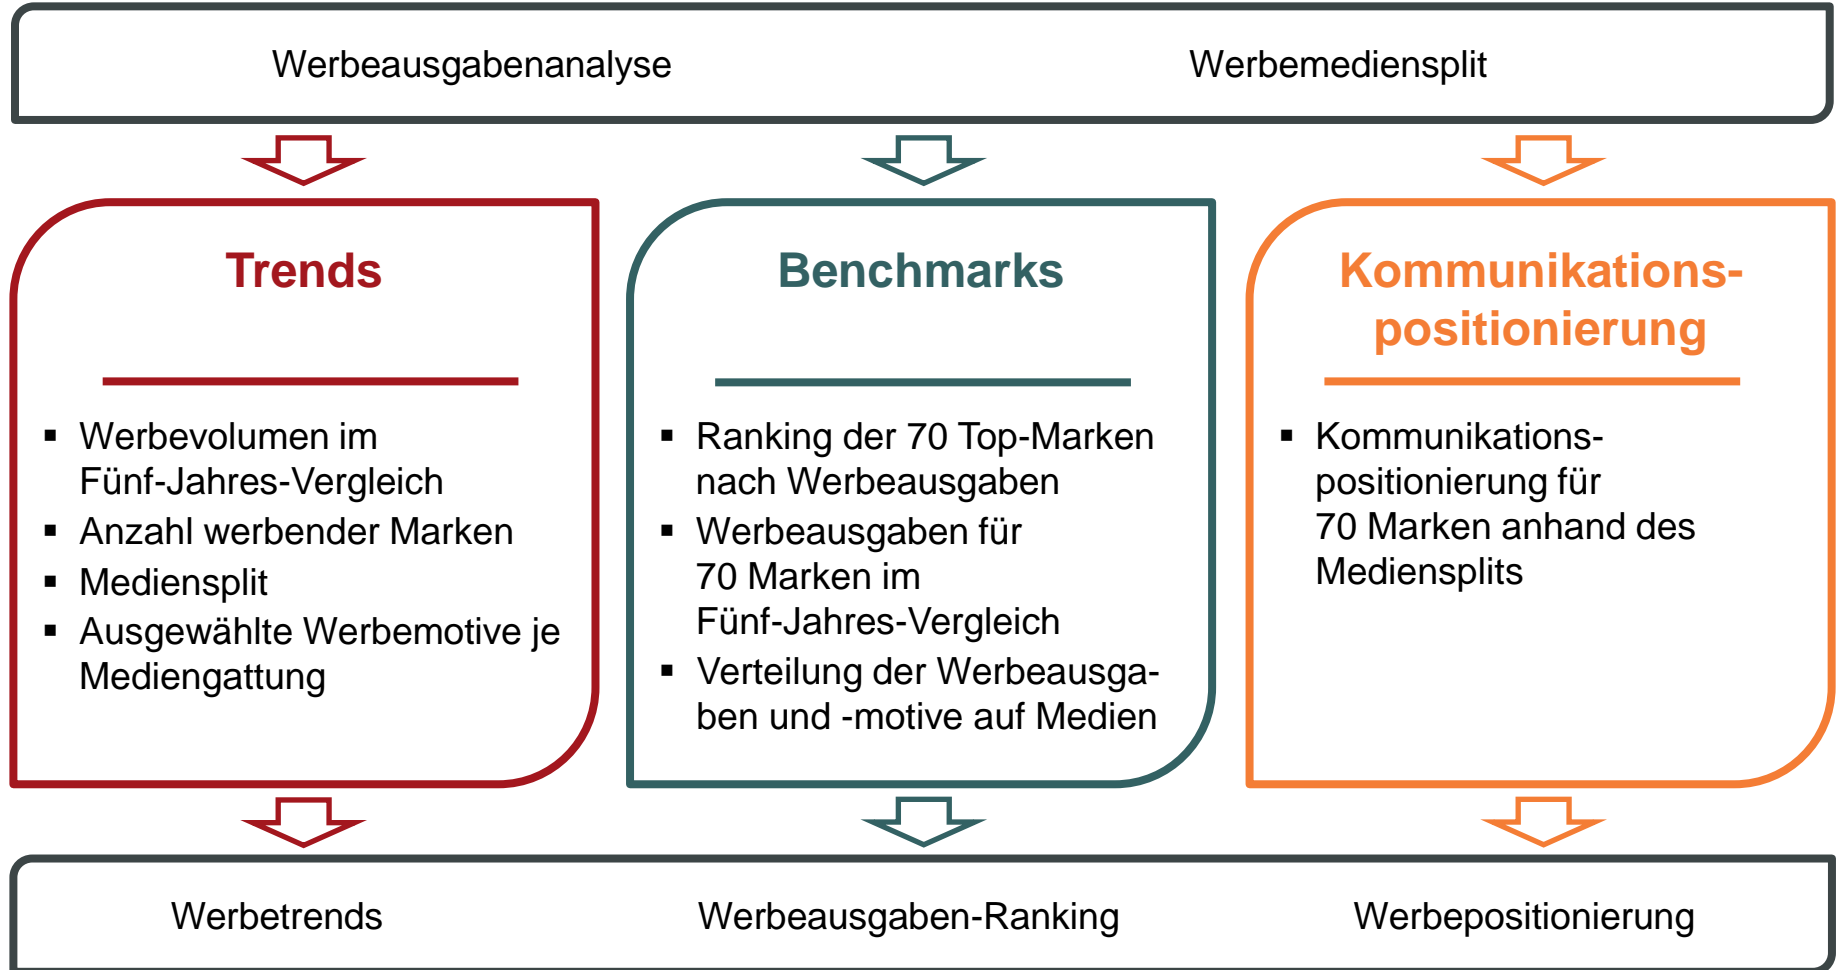 Werbeausgabenanalyse
Werbemediensplit
Trends
▪ Werbevolumen im
Fünf-Jahres-Vergleich
▪ Anzahl werbender Marken
▪ Mediensplit
▪ Ausgewählte Werbemotive je
Mediengattung
Benchmarks
▪ Ranking der 70 Top-Marken
nach Werbeausgaben
▪ Werbeausgaben für
70 Marken im
Fünf-Jahres-Vergleich
▪ Verteilung der Werbeausga-
ben und -motive auf Medien
Kommunikations-
positionierung
▪ Kommunikations-
positionierung für
70 Marken anhand des
Mediensplits
Werbetrends
Werbeausgaben-Ranking
Werbepositionierung